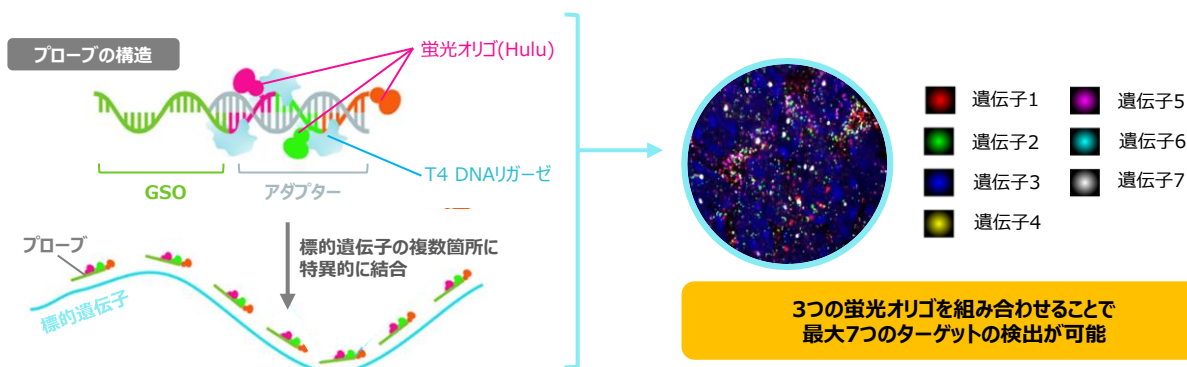 プローブの構造
蛍光オリゴ(Hulu)
T4 DNAリガーゼ
GSO
アダプター
プローブ
標的遺伝子の複数箇所に
特異的に結合
標的遺伝子
遺伝子1
遺伝子2
遺伝子3
遺伝子4
遺伝子5
遺伝子6
遺伝子7
3つの蛍光オリゴを組み合わせることで
最大7つのターゲットの検出が可能